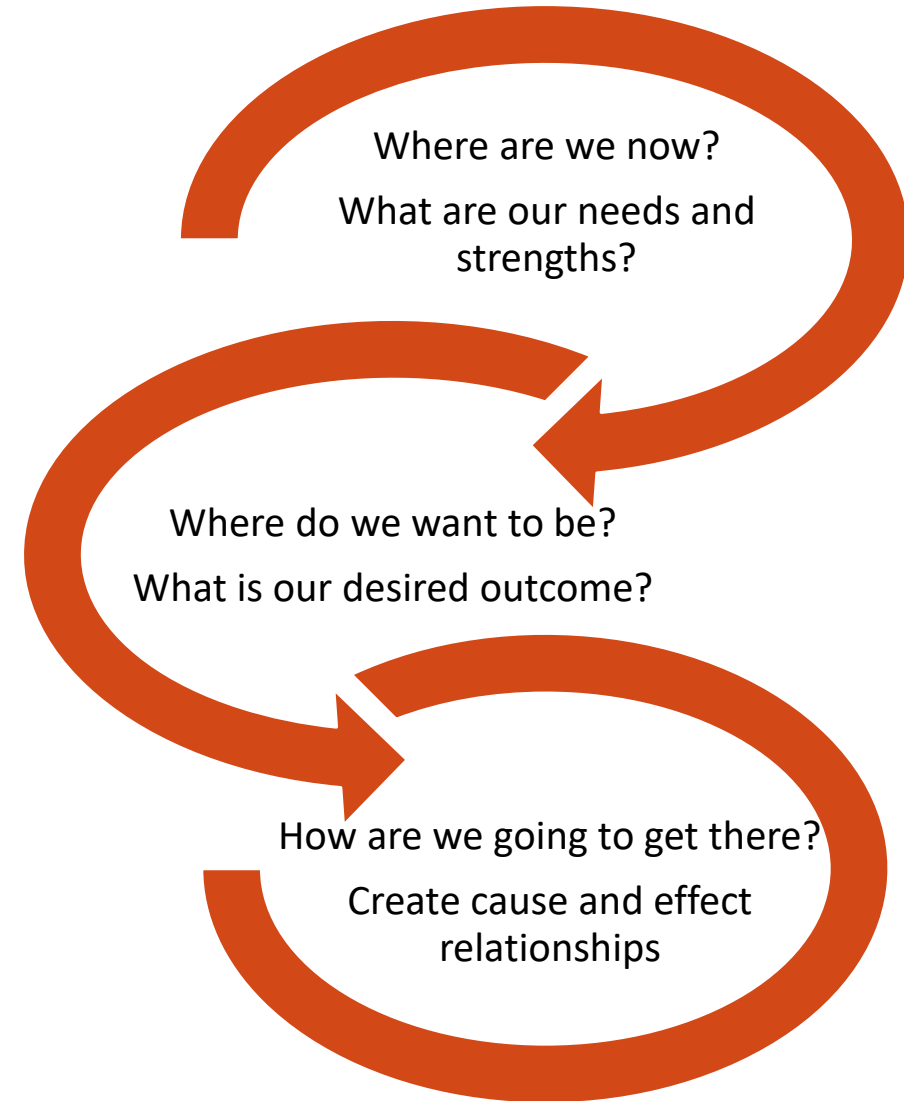 Where are we now?
What are our needs and
strengths?
Where do we want to be?
What is our desired outcome?
How are we going to get there?
Create cause and effect
relationships